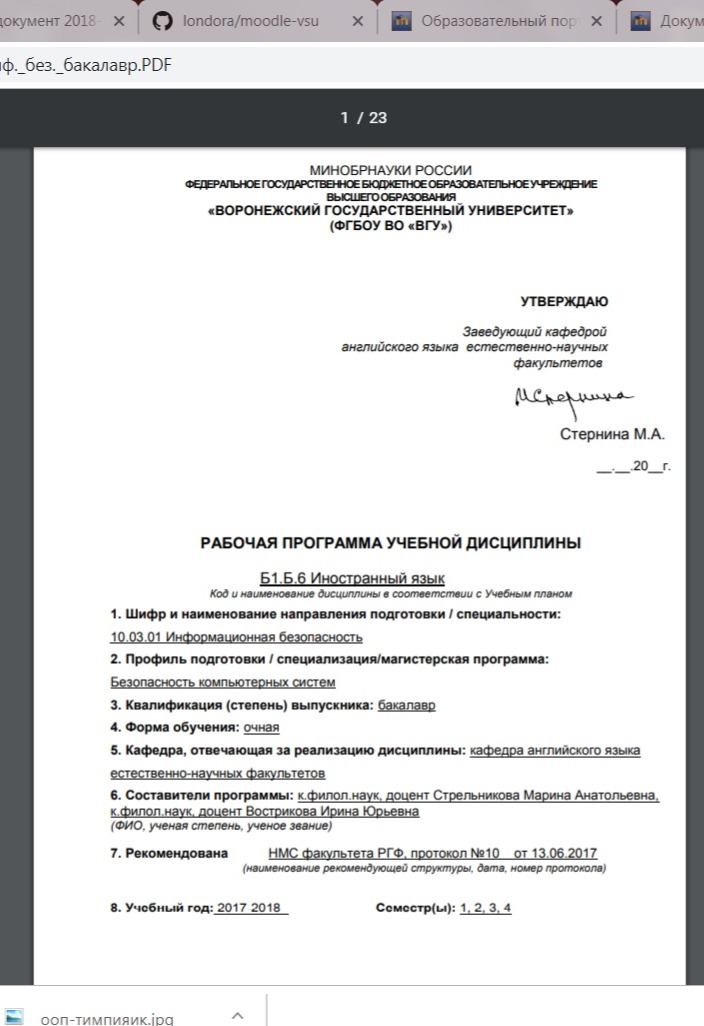 документ 2018-
londora/moodle-vsu
Образовательный пор
Докум
ф._без._бакалавр.PDF
1 / 23
МИНОБРНАУКИ РОССИИ
ФЕДЕРАЛЬНОЕ ГОСУДАРСТВЕННОЕ БЮДЖЕТНОЕ ОБРАЗОВАТЕЛЬНОЕ УЧРЕЖДЕНИЕ
ВЫСШЕГО ОБРАЗОВАНИЯ
«ВОРОНЕЖСКИЙ ГОСУДАРСТВЕННЫЙ УНИВЕРСИТЕТ»
(ФГБОУ ВО «ВГУ»)
УТВЕРЖДАЮ
Заведующий кафедрой
английского языка естественно-научных
факультетов
МСтернина
Стернина М.А.
__.__.20__г.
РАБОЧАЯ ПРОГРАММА УЧЕБНОЙ ДИСЦИПЛИНЫ
Б1.Б.6 Иностранный язык
Код и наименование дисциплины в соответствии с Учебным планом
1. Шифр и наименование направления подготовки / специальности:
10.03.01 Информационная безопасность
2. Профиль подготовки / специализация/магистерская программа:
Безопасность компьютерных систем
3. Квалификация (степень) выпускника: бакалавр
4. Форма обучения: очная
5. Кафедра, отвечающая за реализацию дисциплины: кафедра английского языка
естественно-научных факультетов
6. Составители программы: к.филол.наук, доцент Стрельникова Марина Анатольевна,
к.филол.наук, доцент Вострикова Ирина Юрьевна
(ФИО, ученая степень, ученое звание)
7. Рекомендована НМС факультета РГФ, протокол №10 от 13.06.2017
(наименование рекомендующей структуры, дата, номер протокола)
8. Учебный год: 2017 2018 Семестр(ы): 1, 2, 3, 4
ооп-тимпияик.jpg